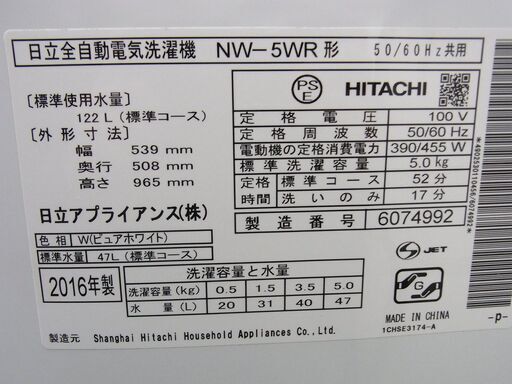 日立全自動電気洗濯機 NW-5WR 形 50/60Hz共用
[標準使用水量]
122 L (標準コース)
[外形寸法]
幅 539 mm
奥行 508 mm
高さ 965 mm
日立アプライアンス(株)
色相 W(ピュアホワイト)
標準水量 47L (標準コース)
PS E HITACHI
定格電圧 100 V
定格周波数 50/60 Hz
電動機の定格消費電力 390/455 W
標準洗濯容量 5.0kg
定格時間 標準コース 52分
洗いのみ 17分
製造番号 6074992
2016年製
洗濯容量と水量
洗濯容量(kg) 0.5 1.5 3.5 5.0
水量(L) 20 31 40 47
S JET
G
MADE IN CHINA
1CHSE3174-A
-p-
製造元 Shanghai Hitachi Household Appliances Co., Ltd.